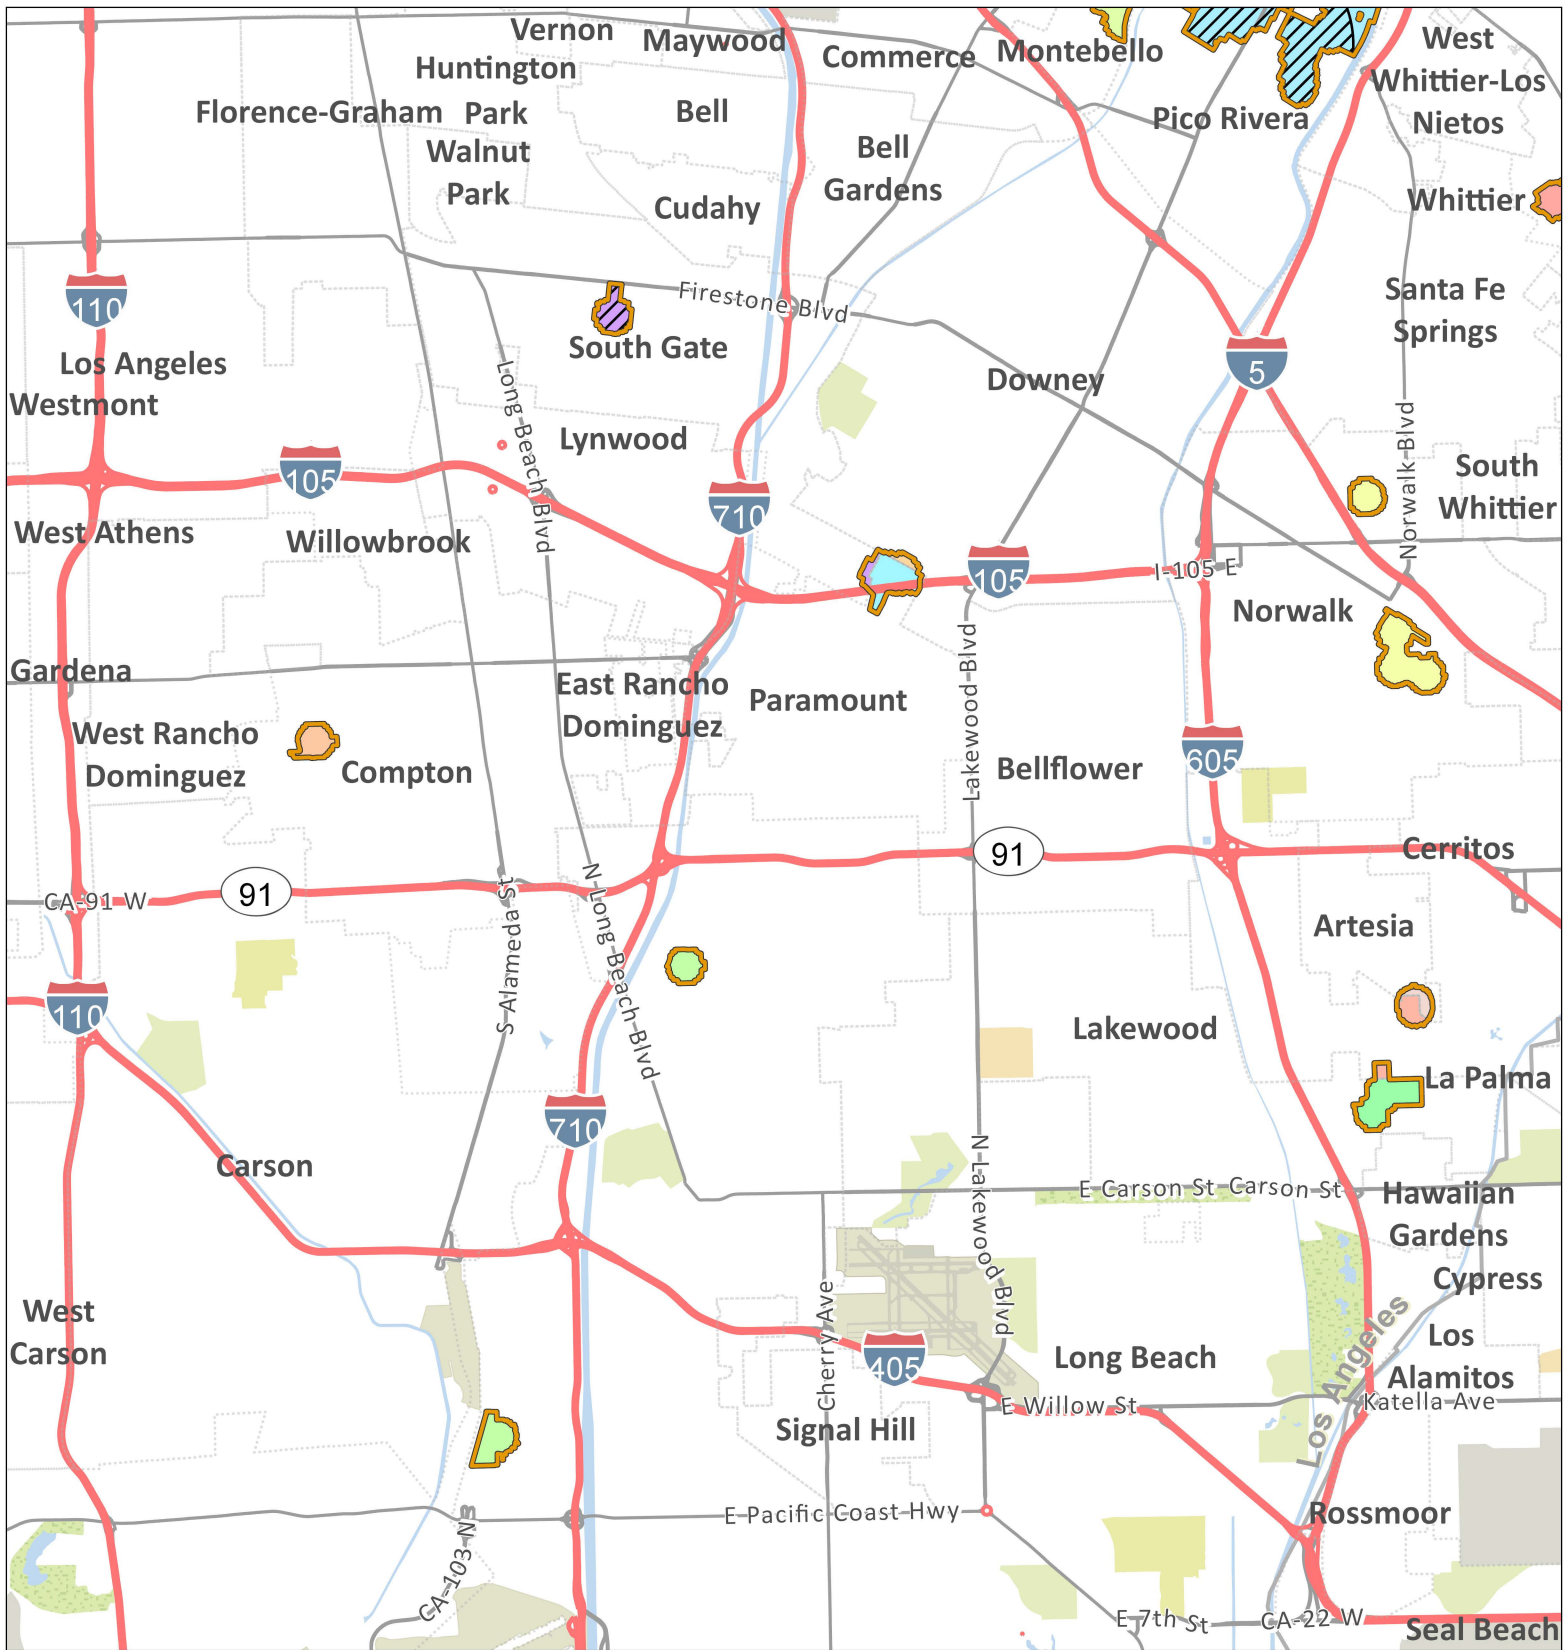 Vernon
Maywood
Commerce
Montebello
West
Whittier-Los
Nietos
Huntington
Park
Florence-Graham
Bell
Pico Rivera
Walnut
Park
Bell
Gardens
Cudahy
Whittier
110
Firestone Blvd
South Gate
Santa Fe
Springs
Los Angeles
Westmont
Long Beach Blvd
Downey
5
Lynwood
Norwalk Blvd
105
710
South
Whittier
West Athens
Willowbrook
105
I-105 E
Norwalk
Gardena
East Rancho
Dominguez
Paramount
Lakewood Blvd
West Rancho
Dominguez
Compton
Bellflower
605
91
Cerritos
CA-91 W
91
S Alameda St
N Long Beach Blvd
Artesia
110
Lakewood
La Palma
710
Carson
N Lakewood Blvd
E Carson St
Carson St
Hawaiian
Gardens
Cypress
West
Carson
Cherry Ave
405
Long Beach
Los Angeles
Los
Alamitos
Katella Ave
E Willow St
Signal Hill
E Pacific Coast Hwy
Rossmoor
CA-103 N
E 7th St
CA-22 W
Seal Beach